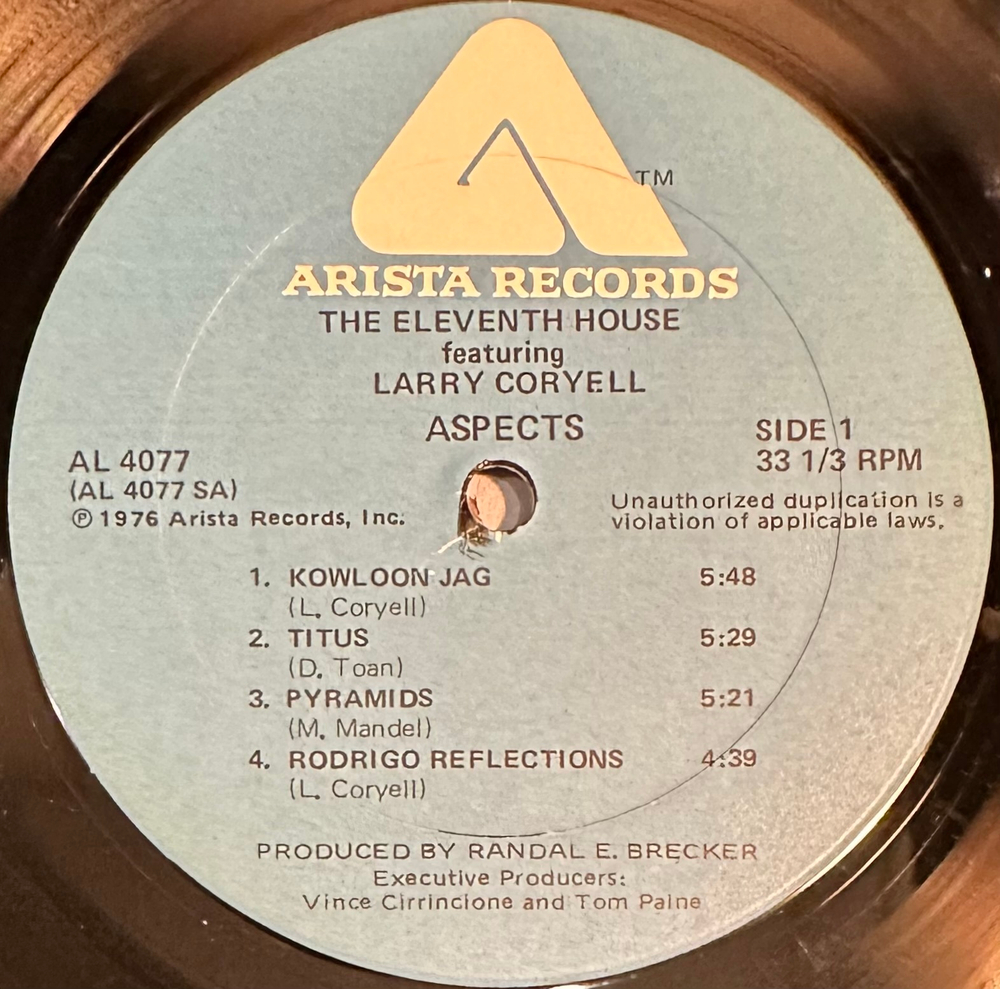 TM
ARISTA RECORDS
THE ELEVENTH HOUSE
featuring
LARRY CORYELL
ASPECTS
SIDE 1
33 1/3 RPM
AL 4077
(AL 4077 SA)
℗ 1976 Arista Records, Inc.
Unauthorized duplication is a
violation of applicable laws.
1. KOWLOON JAG 5:48
(L. Coryell)
2. TITUS 5:29
(D. Toan)
3. PYRAMIDS 5:21
(M. Mandel)
4. RODRIGO REFLECTIONS 4:39
(L. Coryell)
PRODUCED BY RANDAL E. BRECKER
Executive Producers:
Vince Cirrincione and Tom Paine